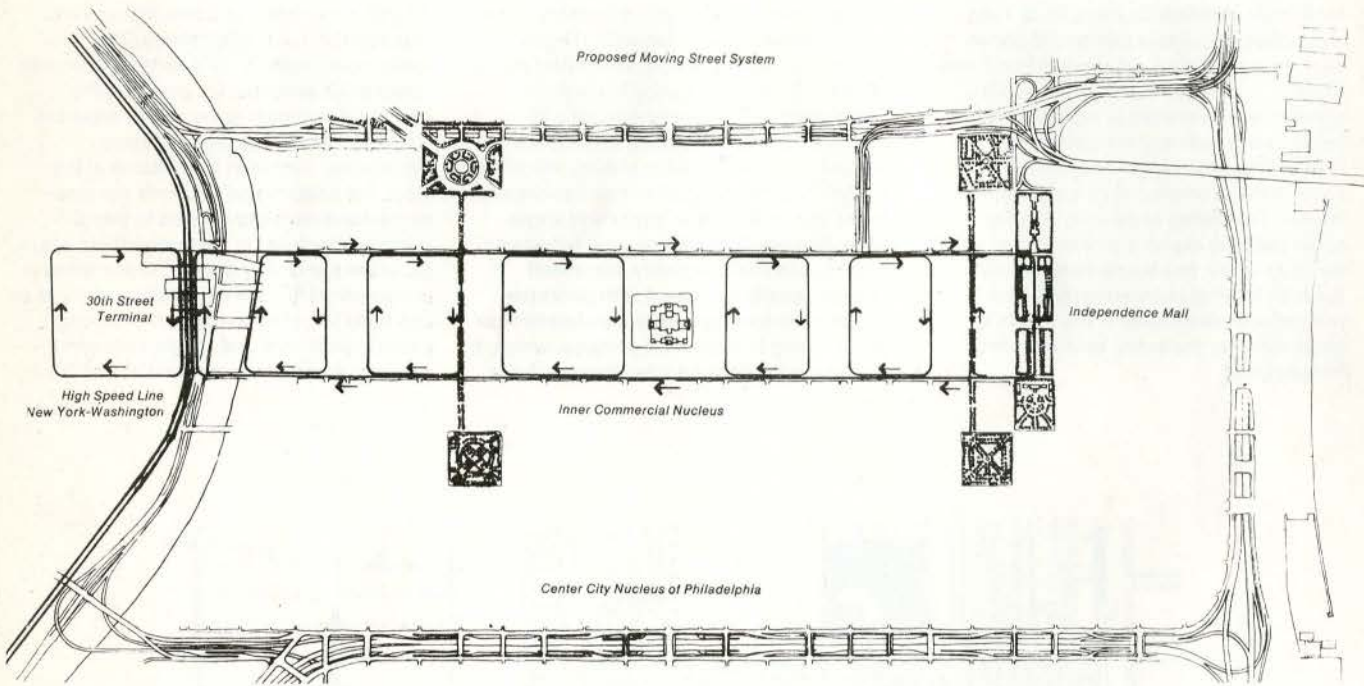 Proposed Moving Street System
30th Street
Terminal
Independence Mall
High Speed Line
New York-Washington
Inner Commercial Nucleus
Center City Nucleus of Philadelphia